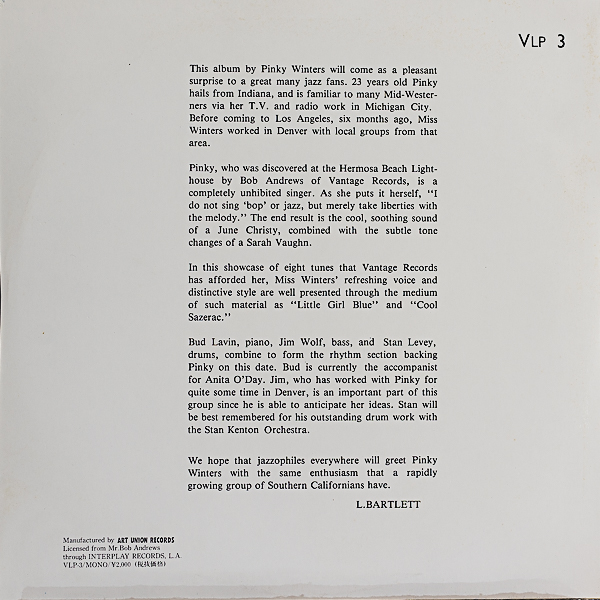 VLP 3
This album by Pinky Winters will come as a pleasant
surprise to a great many jazz fans. 23 years old Pinky
hails from Indiana, and is familiar to many Mid-Wester-
ners via her T.V. and radio work in Michigan City.
Before coming to Los Angeles, six months ago, Miss
Winters worked in Denver with local groups from that
area.
Pinky, who was discovered at the Hermosa Beach Light-
house by Bob Andrews of Vantage Records, is a
completely unhibited singer. As she puts it herself, “I
do not sing ‘bop’ or jazz, but merely take liberties with
the melody.” The end result is the cool, soothing sound
of a June Christy, combined with the subtle tone
changes of a Sarah Vaughn.
In this showcase of eight tunes that Vantage Records
has afforded her, Miss Winters’ refreshing voice and
distinctive style are well presented through the medium
of such material as “Little Girl Blue” and “Cool
Sazerac.”
Bud Lavin, piano, Jim Wolf, bass, and Stan Levey,
drums, combine to form the rhythm section backing
Pinky on this date. Bud is currently the accompanist
for Anita O’Day. Jim, who has worked with Pinky for
quite some time in Denver, is an important part of this
group since he is able to anticipate her ideas. Stan will
be best remembered for his outstanding drum work with
the Stan Kenton Orchestra.
We hope that jazzophiles everywhere will greet Pinky
Winters with the same enthusiasm that a rapidly
growing group of Southern Californians have.
L.BARTLETT
Manufactured by ART UNION RECORDS
Licensed from Mr.Bob Andrews
through INTERPLAY RECORDS, L.A.
VLP-3/MONO/¥2,000（税抜価格）